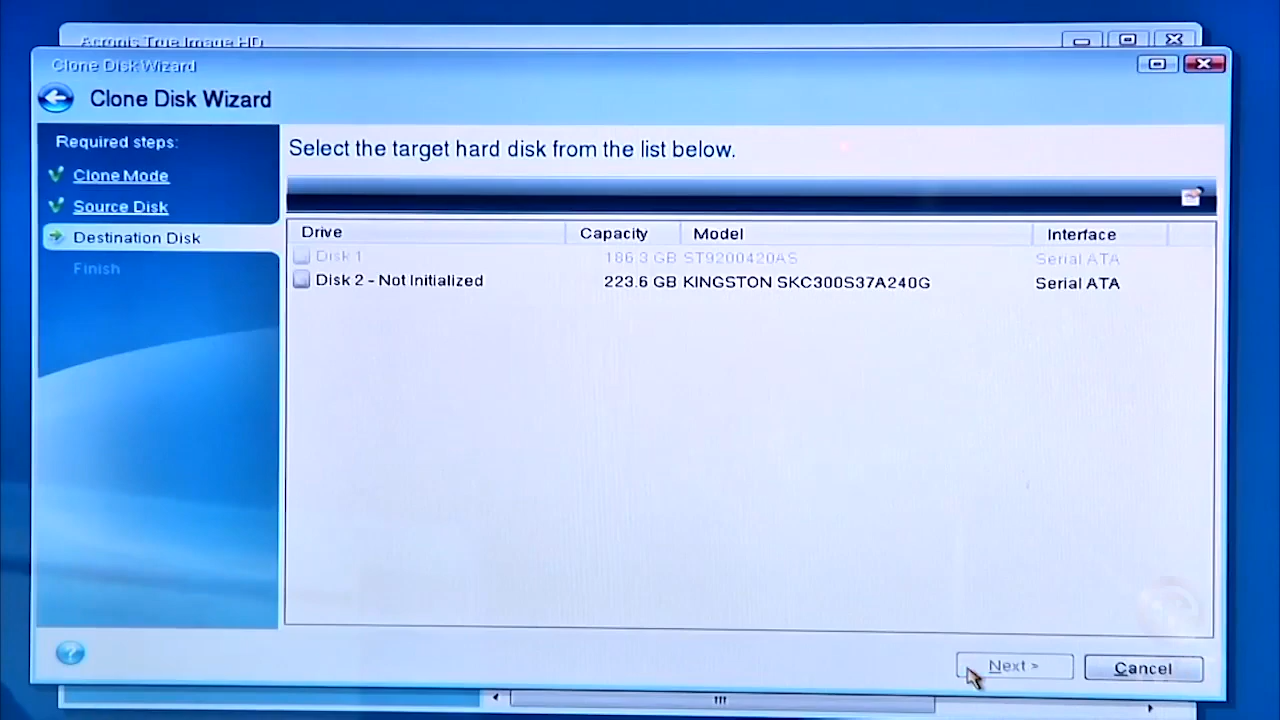 Acronis True Image HD
Clone Disk Wizard
Clone Disk Wizard
Required steps:
Clone Mode
Source Disk
Destination Disk
Finish
Select the target hard disk from the list below.
Drive Capacity Model Interface
Disk 1 186.3 GB ST9200420AS Serial ATA
Disk 2 - Not Initialized 223.6 GB KINGSTON SKC300S37A240G Serial ATA
Next >
Cancel